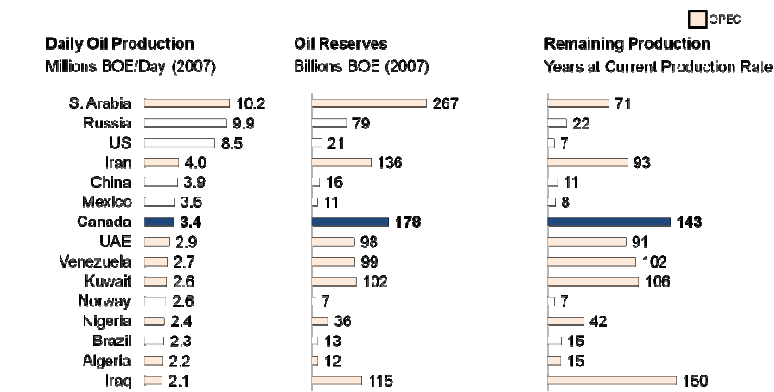 OPEC
Daily Oil Production Oil Reserves Remaining Production
Millions BOE/Day (2007) Billions BOE (2007) Years at Current Production Rate
S. Arabia 10.2 267 71
Russia 9.9 79 22
US 8.5 21 7
Iran 4.0 136 93
China 3.9 16 11
Mexico 3.5 11 8
Canada 3.4 178 143
UAE 2.9 98 91
Venezuela 2.7 99 102
Kuwait 2.6 102 106
Norway 2.6 7 7
Nigeria 2.4 36 42
Brazil 2.3 13 15
Algeria 2.2 12 15
Iraq 2.1 115 150